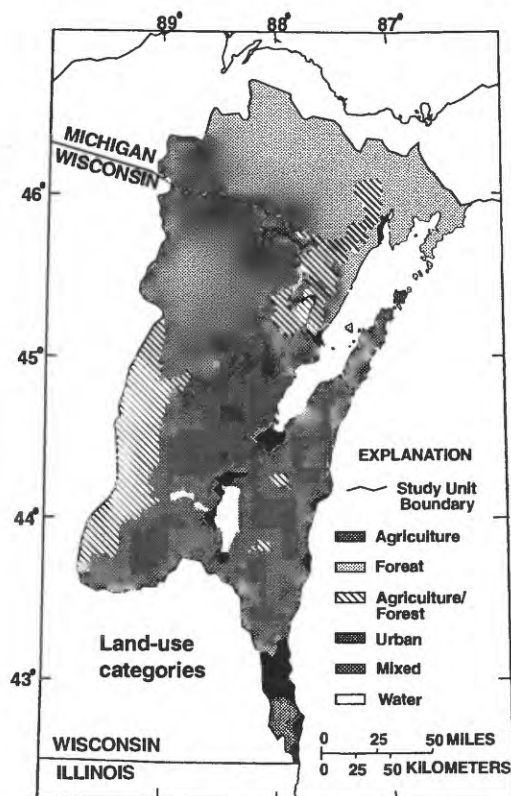 89° 88° 87°
MICHIGAN
WISCONSIN
46°
45°
44°
43°
EXPLANATION
Study Unit
Boundary
Agriculture
Foreat
Agriculture/
Forest
Urban
Mixed
Water
Land-use
categories
WISCONSIN
ILLINOIS
0 25 50 MILES
0 25 50 KILOMETERS